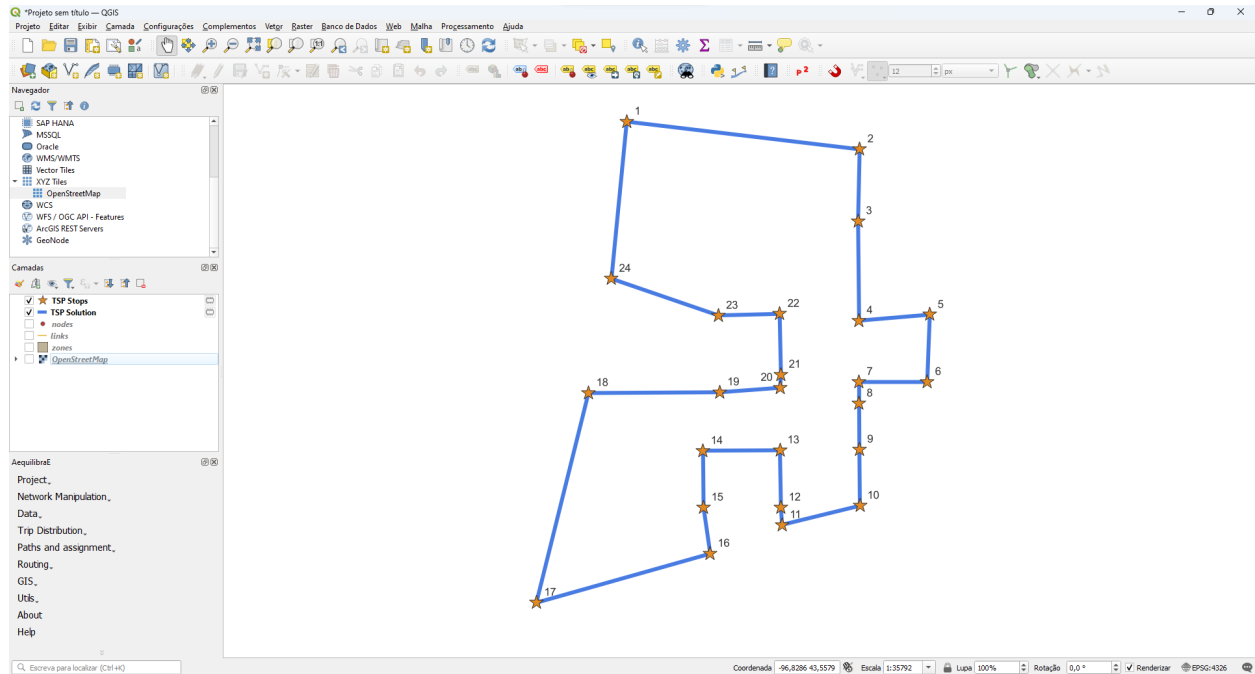 *Projeto sem título — QGIS
Projeto Editar Exibir Camada Configurações Complementos Vetor Raster Banco de Dados Web Malha Processamento Ajuda
12 px
Navegador
SAP HANA
MSSQL
Oracle
WMS/WMTS
Vector Tiles
XYZ Tiles
OpenStreetMap
WCS
WFS / OGC API - Features
ArcGIS REST Servers
GeoNode
Camadas
TSP Stops
TSP Solution
nodes
links
zones
OpenStreetMap
AequilibraE
Project
Network Manipulation
Data
Trip Distribution
Paths and assignment
Routing
GIS
Utils
About
Help
1
2
3
24
23
22
4
5
21
20
7
6
18
19
8
14
13
9
15
12
10
11
16
17
Escreva para localizar (Ctrl+K)
Coordenada -96,8286 43,5579 Escala 1:35792 Lupa 100% Rotação 0,0 ° Renderizar EPSG:4326